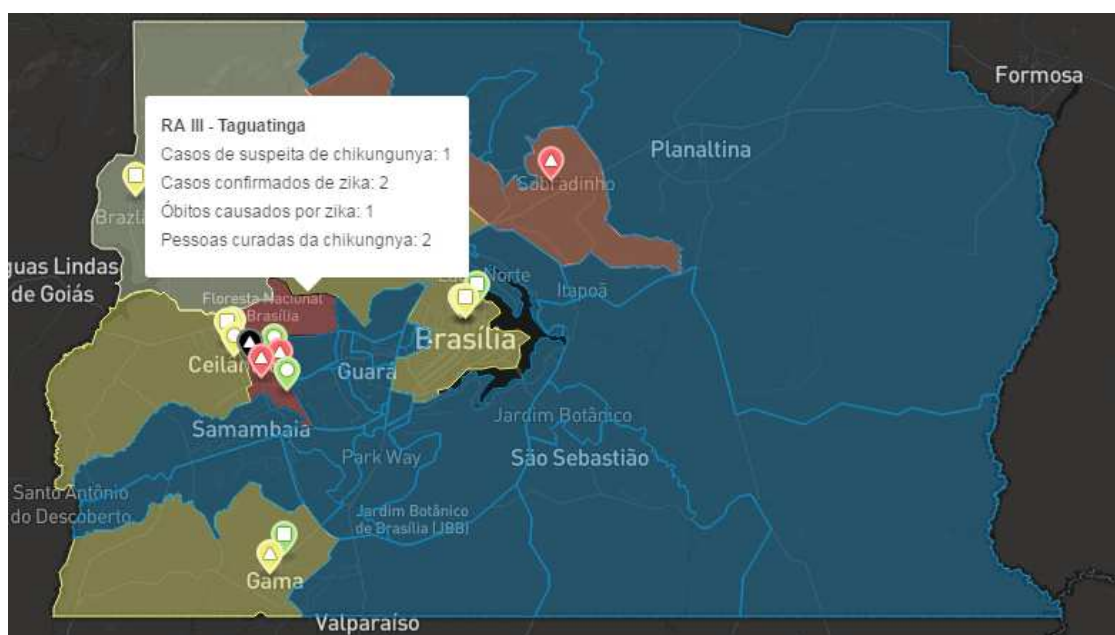 Formosa
RA III - Taguatinga
Casos de suspeita de chikungunya: 1
Casos confirmados de zika: 2
Óbitos causados por zika: 1
Pessoas curadas da chikungnya: 2
Planaltina
Sobradinho
Brazlâ
guas Lindas
de Goiás
Norte
Itapoã
Floresta Nacional
Brasília
Brasília
Ceilân
Guará
Jardim Botânico
Samambaia
Park Way
São Sebastião
Santo Antônio
do Descoberto
Jardim Botânico
de Brasília (JBB)
Gama
Valparaíso